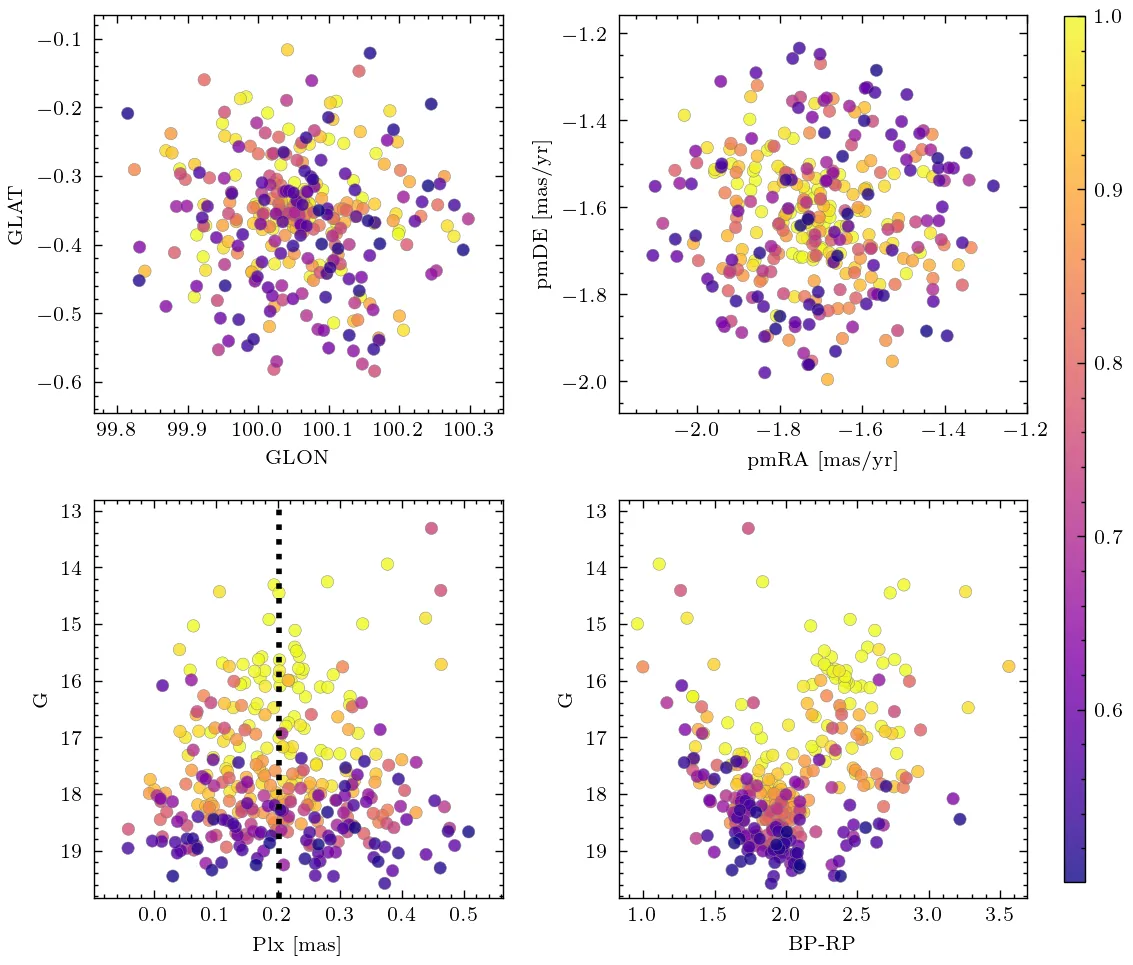 −0.1
−0.2
−0.3
−0.4
−0.5
−0.6
GLAT
99.8 99.9 100.0 100.1 100.2 100.3
GLON
−1.2
−1.4
−1.6
−1.8
−2.0
pmDE [mas/yr]
−2.0 −1.8 −1.6 −1.4 −1.2
pmRA [mas/yr]
13
14
15
16
17
18
19
G
0.0 0.1 0.2 0.3 0.4 0.5
Plx [mas]
13
14
15
16
17
18
19
G
1.0 1.5 2.0 2.5 3.0 3.5
BP-RP
1.0
0.9
0.8
0.7
0.6